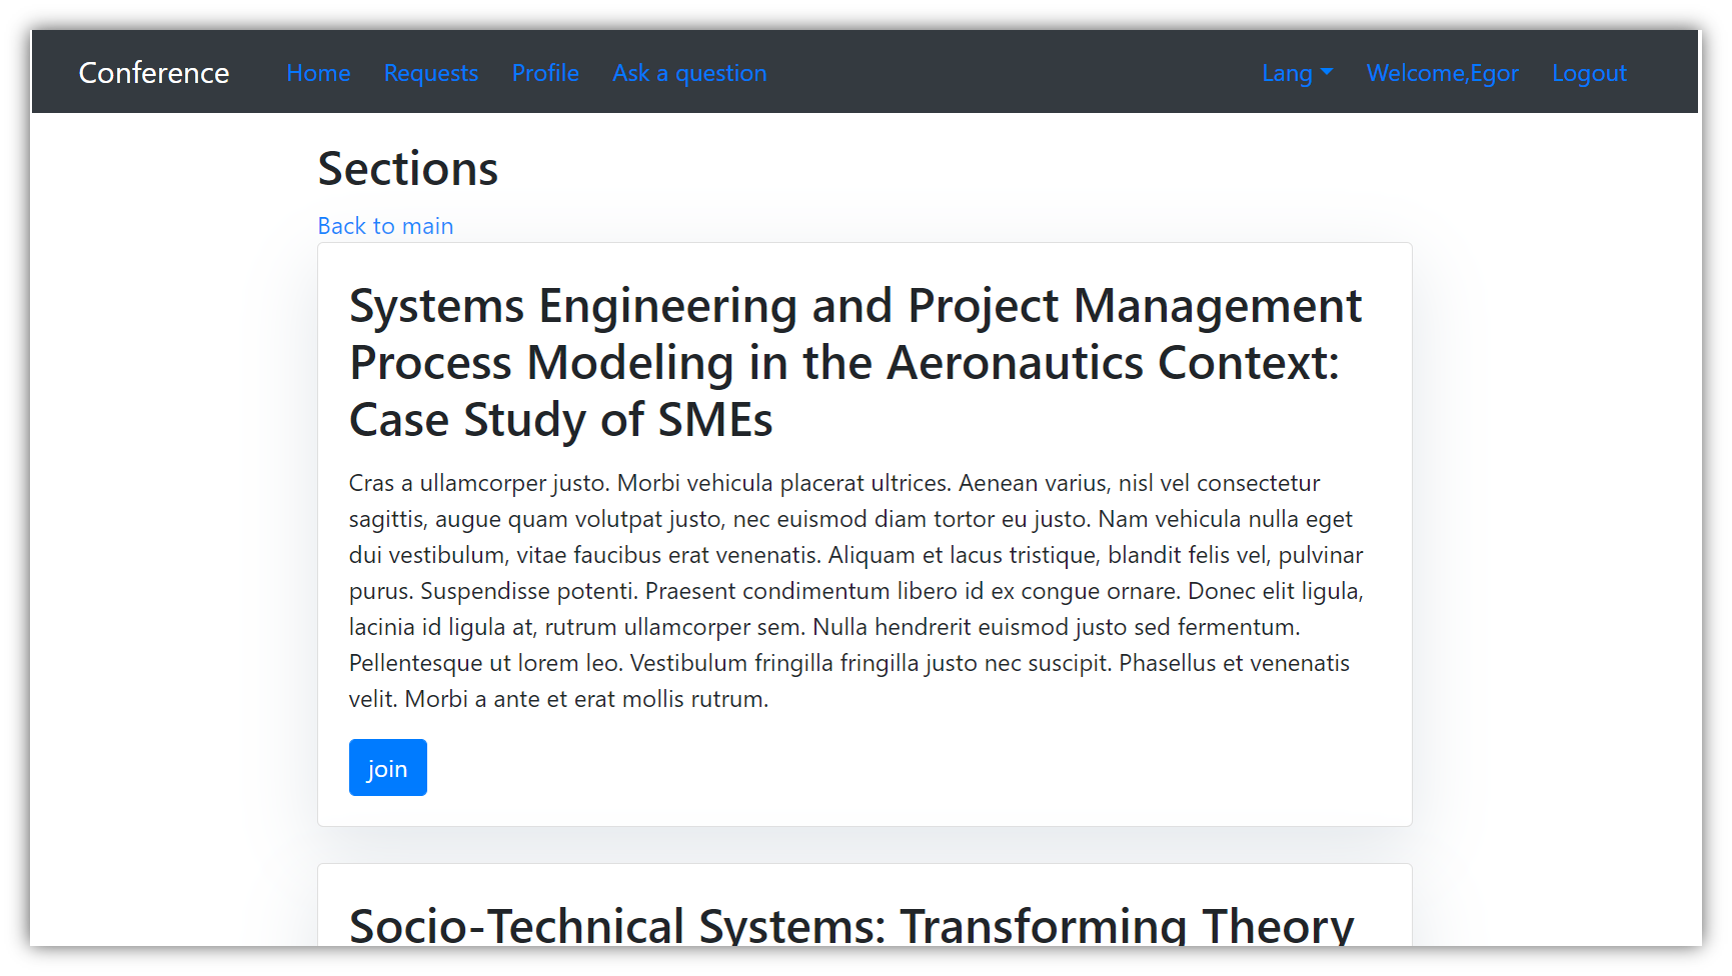 Conference Home Requests Profile Ask a question Lang Welcome,Egor Logout
Sections
Back to main
Systems Engineering and Project Management
Process Modeling in the Aeronautics Context:
Case Study of SMEs
Cras a ullamcorper justo. Morbi vehicula placerat ultrices. Aenean varius, nisl vel consectetur
sagittis, augue quam volutpat justo, nec euismod diam tortor eu justo. Nam vehicula nulla eget
dui vestibulum, vitae faucibus erat venenatis. Aliquam et lacus tristique, blandit felis vel, pulvinar
purus. Suspendisse potenti. Praesent condimentum libero id ex congue ornare. Donec elit ligula,
lacinia id ligula at, rutrum ullamcorper sem. Nulla hendrerit euismod justo sed fermentum.
Pellentesque ut lorem leo. Vestibulum fringilla fringilla justo nec suscipit. Phasellus et venenatis
velit. Morbi a ante et erat mollis rutrum.
join
Socio-Technical Systems: Transforming Theory